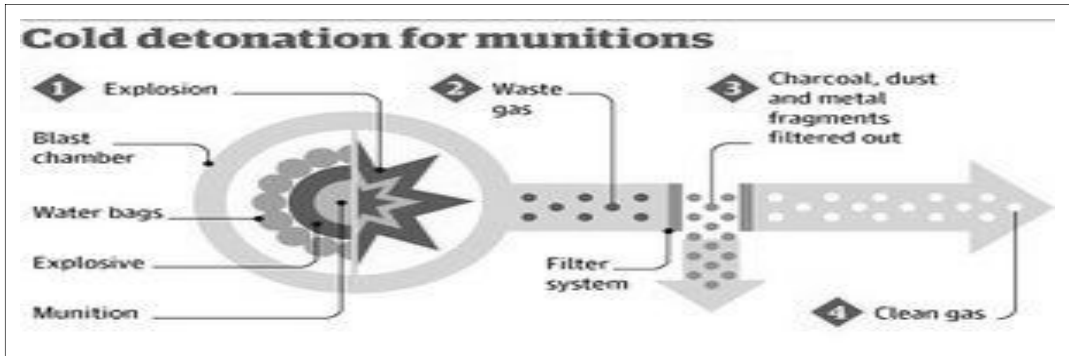 Cold detonation for munitions
1 Explosion
2 Waste
gas
3 Charcoal, dust
and metal
fragments
filtered out
Blast
chamber
Water bags
Explosive
Munition
Filter
system
4 Clean gas